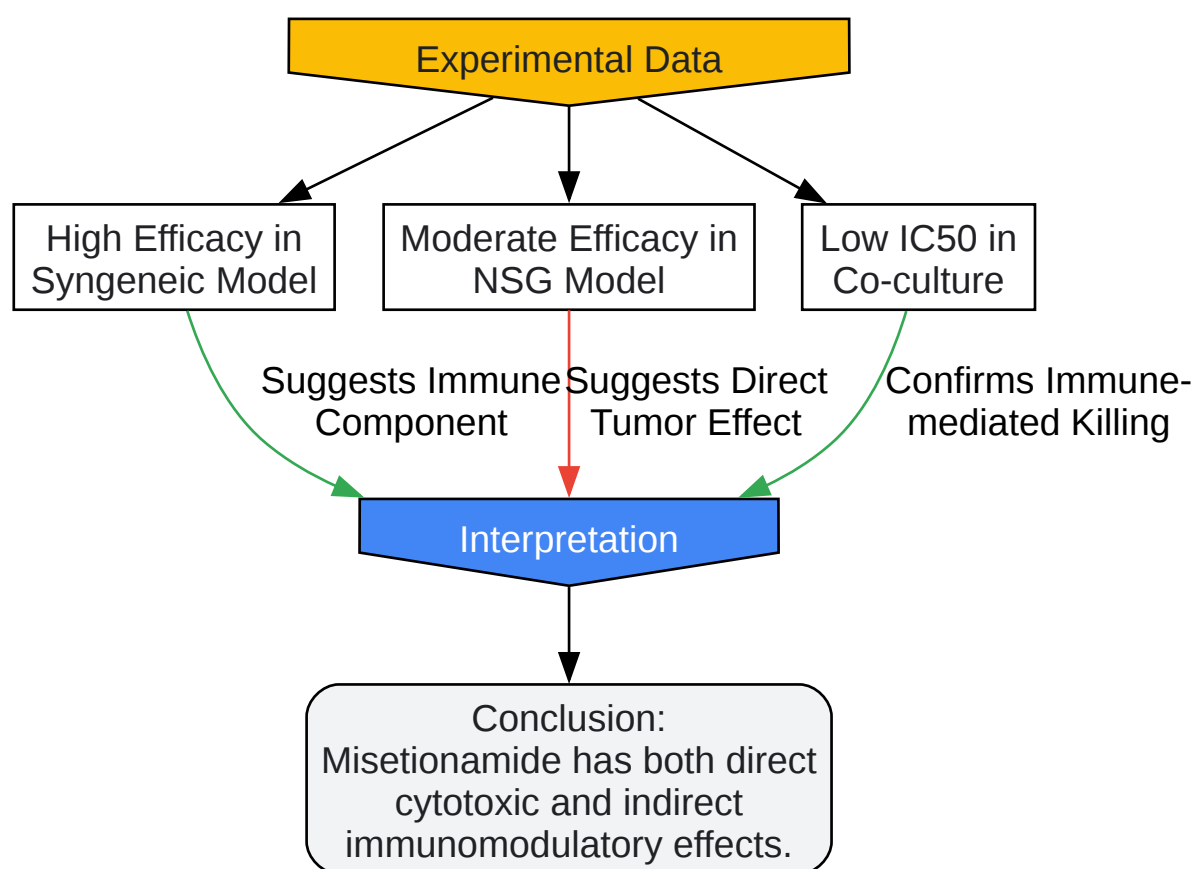 Experimental Data
High Efficacy in
Syngeneic Model
Moderate Efficacy in
NSG Model
Low IC50 in
Co-culture
Suggests Immune
Component
Suggests Direct
Tumor Effect
Confirms Immune-
mediated Killing
Interpretation
Conclusion:
Misetionamide has both direct
cytotoxic and indirect
immunomodulatory effects.